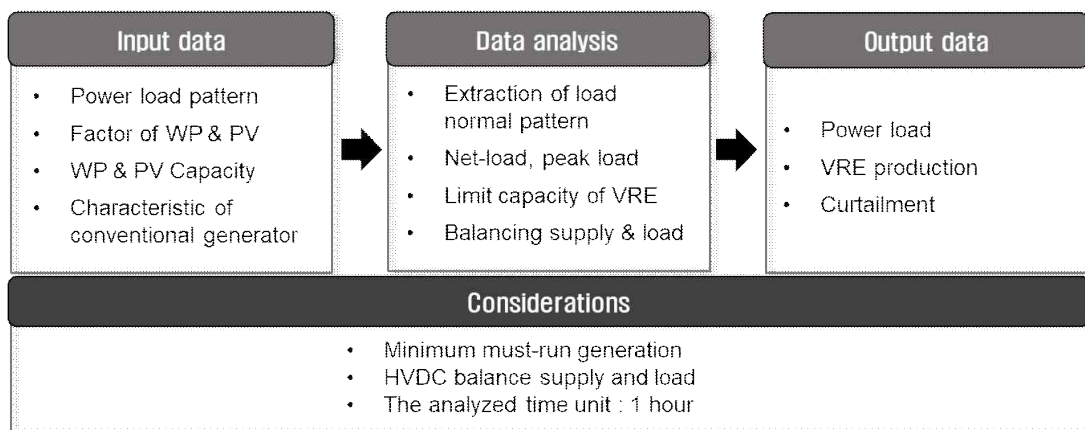 Input data
• Power load pattern
• Factor of WP & PV
• WP & PV Capacity
• Characteristic of
conventional generator
Data analysis
• Extraction of load
normal pattern
• Net-load, peak load
• Limit capacity of VRE
• Balancing supply & load
Output data
• Power load
• VRE production
• Curtailment
Considerations
• Minimum must-run generation
• HVDC balance supply and load
• The analyzed time unit : 1 hour